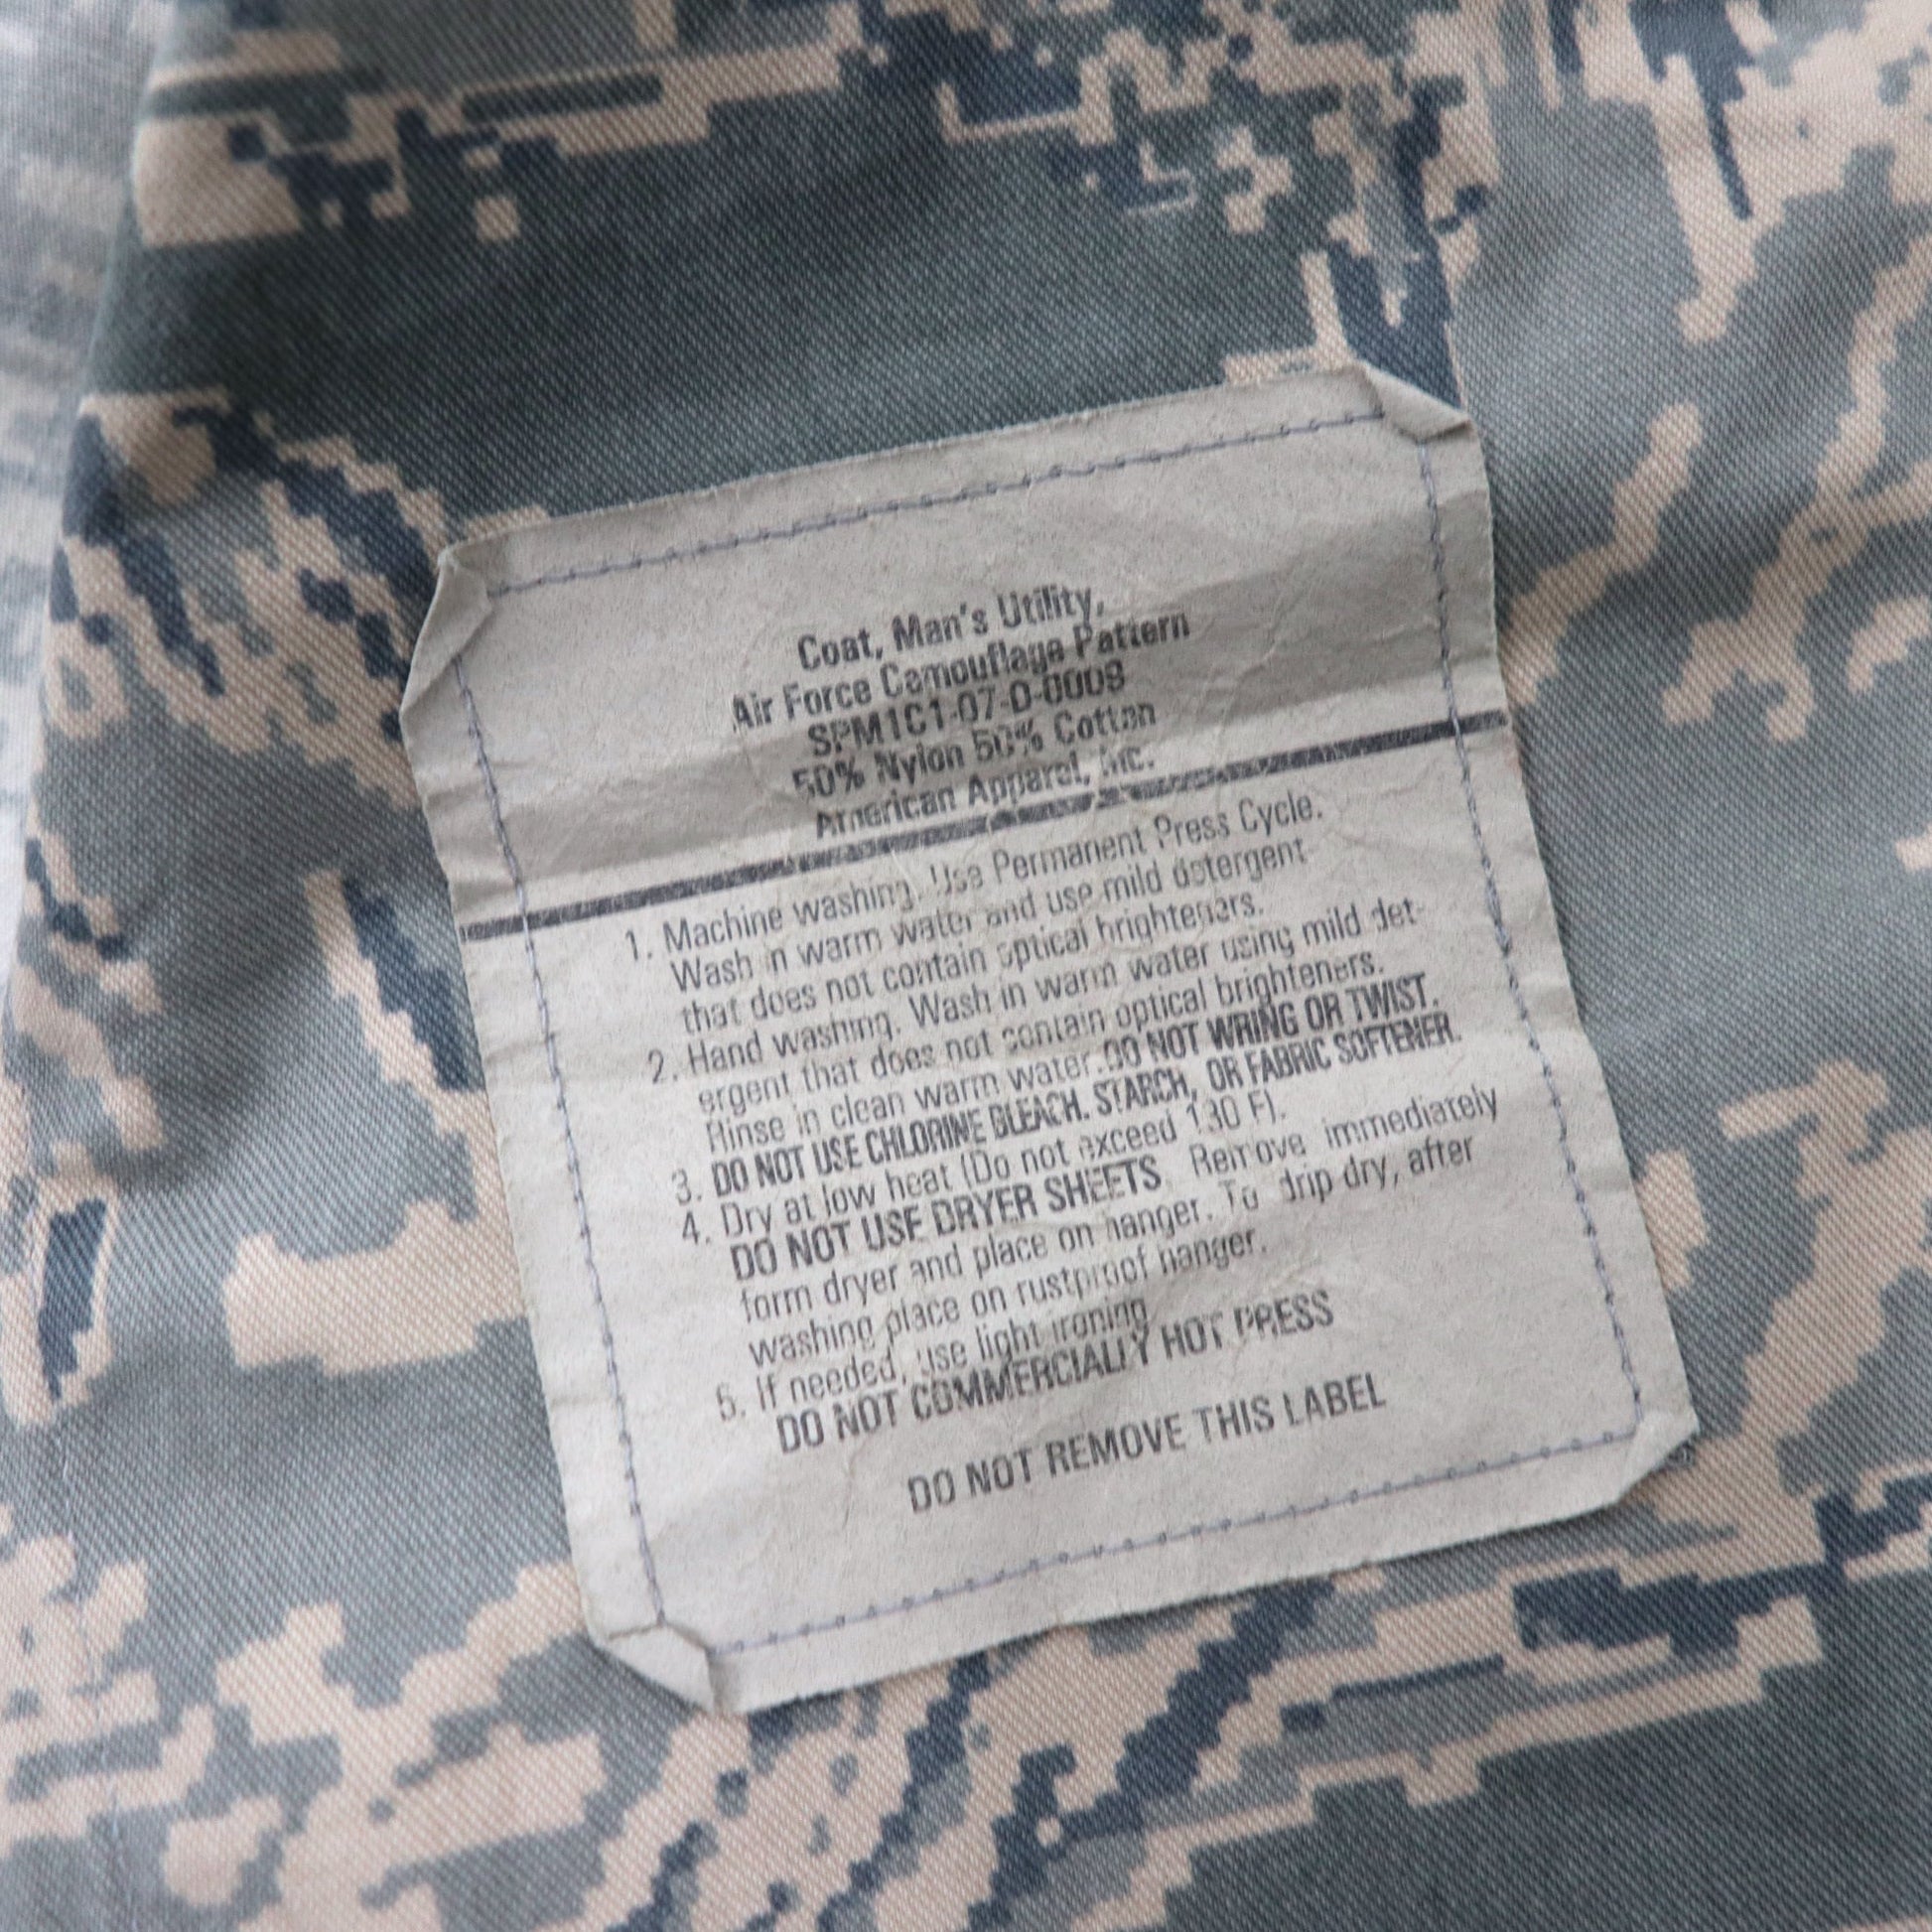 Coat, Man's Utility,
Air Force Camouflage Pattern
SPM1C1-07-D-0009
50% Nylon 50% Cotton
American Apparel, Inc.
1. Machine washing. Use Permanent Press Cycle.
Wash in warm water and use mild detergent
that does not contain optical brighteners.
2. Hand washing. Wash in warm water using mild det-
ergent that does not contain optical brighteners.
Rinse in clean warm water. DO NOT WRING OR TWIST.
3. DO NOT USE CHLORINE BLEACH. STARCH, OR FABRIC SOFTENER.
4. Dry at low heat (Do not exceed 130 F).
DO NOT USE DRYER SHEETS. Remove immediately
form dryer and place on hanger. To drip dry, after
washing place on rustproof hanger.
5. If needed, use light ironing
DO NOT COMMERCIALLY HOT PRESS
DO NOT REMOVE THIS LABEL